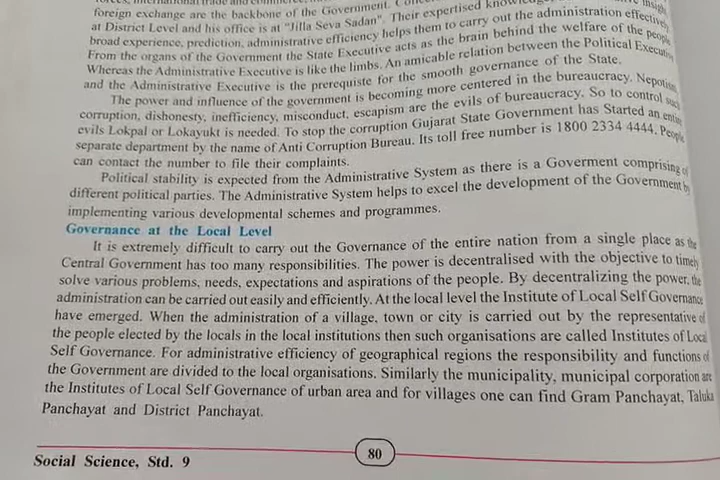 forces, international trade and commerce,
foreign exchange are the backbone of the Government.
at District Level and his office is at "Jilla Seva Sadan". Their expertised knowledge, insight,
broad experience, prediction, administrative efficiency helps them to carry out the administration effectively.
From the organs of the Government the State Executive acts as the brain behind the welfare of the people
Whereas the Administrative Executive is like the limbs. An amicable relation between the Political Executive
and the Administrative Executive is the prerequiste for the smooth governance of the State.
The power and influence of the government is becoming more centered in the bureaucracy. Nepotism,
corruption, dishonesty, inefficiency, misconduct, escapism are the evils of bureaucracy. So to control such
evils Lokpal or Lokayukt is needed. To stop the corruption Gujarat State Government has Started an entire
separate department by the name of Anti Corruption Bureau. Its toll free number is 1800 2334 4444. People
can contact the number to file their complaints.
Political stability is expected from the Administrative System as there is a Goverment comprising of
different political parties. The Administrative System helps to excel the development of the Government by
implementing various developmental schemes and programmes.
Governance at the Local Level
It is extremely difficult to carry out the Governance of the entire nation from a single place as the
Central Government has too many responsibilities. The power is decentralised with the objective to timely
solve various problems, needs, expectations and aspirations of the people. By decentralizing the power, the
administration can be carried out easily and efficiently. At the local level the Institute of Local Self Governance
have emerged. When the administration of a village, town or city is carried out by the representative of
the people elected by the locals in the local institutions then such organisations are called Institutes of Local
Self Governance. For administrative efficiency of geographical regions the responsibility and functions of
the Government are divided to the local organisations. Similarly the municipality, municipal corporation are
the Institutes of Local Self Governance of urban area and for villages one can find Gram Panchayat, Taluka
Panchayat and District Panchayat.
Social Science, Std. 9
80